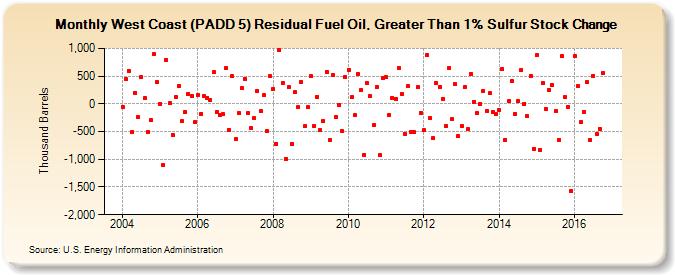 Monthly West Coast (PADD 5) Residual Fuel Oil, Greater Than 1% Sulfur Stock Change
Thousand Barrels
1,000
500
0
-500
-1,000
-1,500
-2,000
2004 2006 2008 2010 2012 2014 2016
Source: U.S. Energy Information Administration